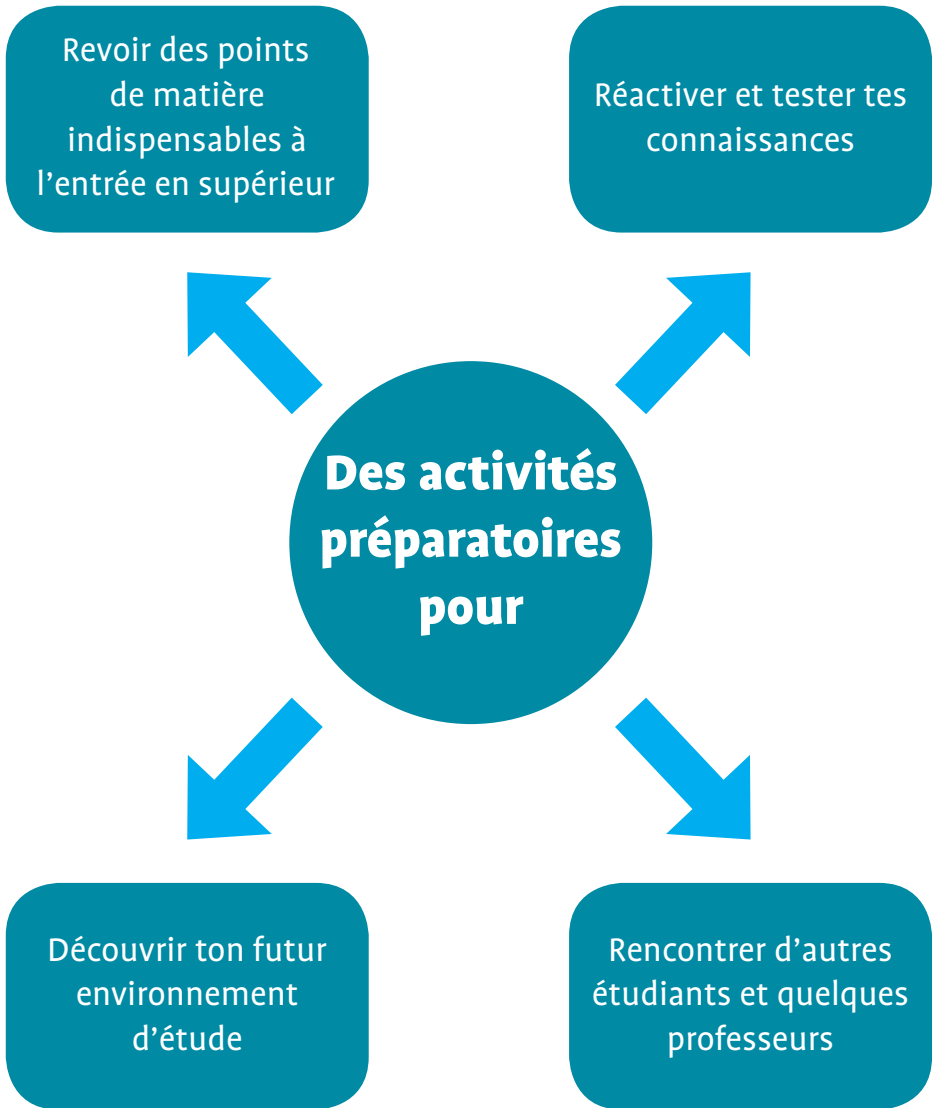 Revoir des points
de matière
indispensables à
l’entrée en supérieur
Réactiver et tester tes
connaissances
Des activités
préparatoires
pour
Découvrir ton futur
environnement
d’étude
Rencontrer d’autres
étudiants et quelques
professeurs